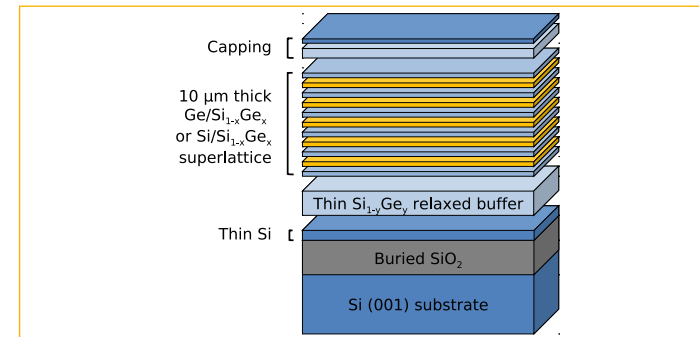 Capping
10 μm thick
Ge/Si₁₋ₓGeₓ
or Si/Si₁₋ₓGeₓ
superlattice
Thin Si₁₋ᵧGeᵧ relaxed buffer
Thin Si
Buried SiO₂
Si (001) substrate